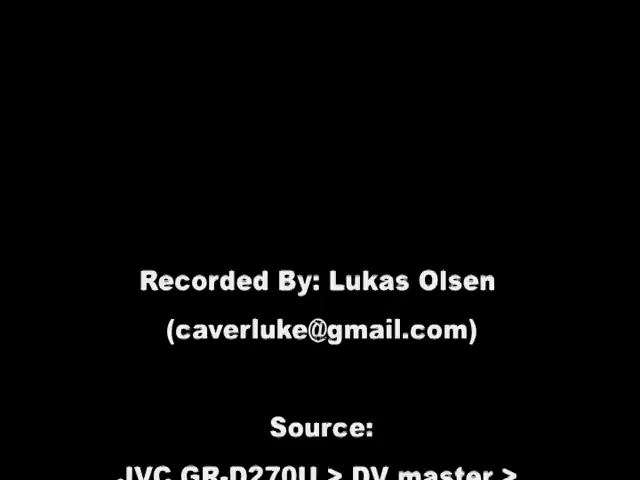 Recorded By: Lukas Olsen
(caverluke@gmail.com)
Source:
JVC GR-D270U > DV master >